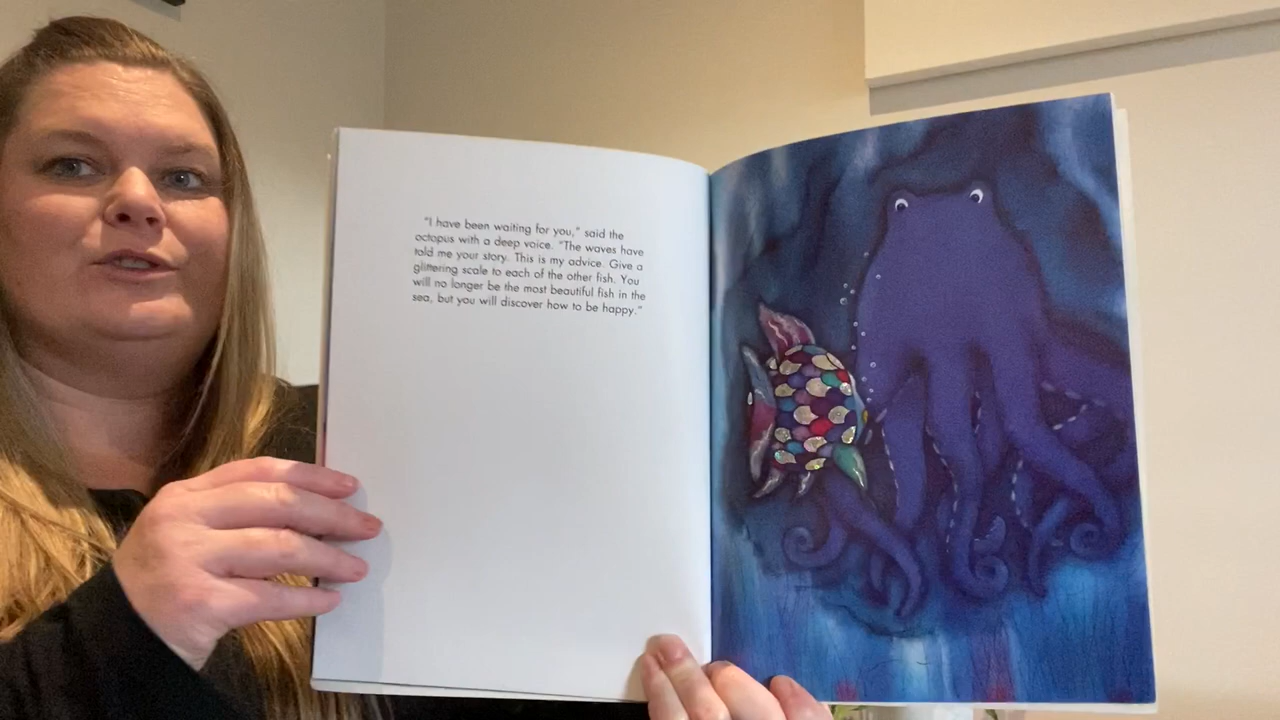 "I have been waiting for you," said the
octopus with a deep voice. "The waves have
told me your story. This is my advice. Give a
glittering scale to each of the other fish. You
will no longer be the most beautiful fish in the
sea, but you will discover how to be happy."